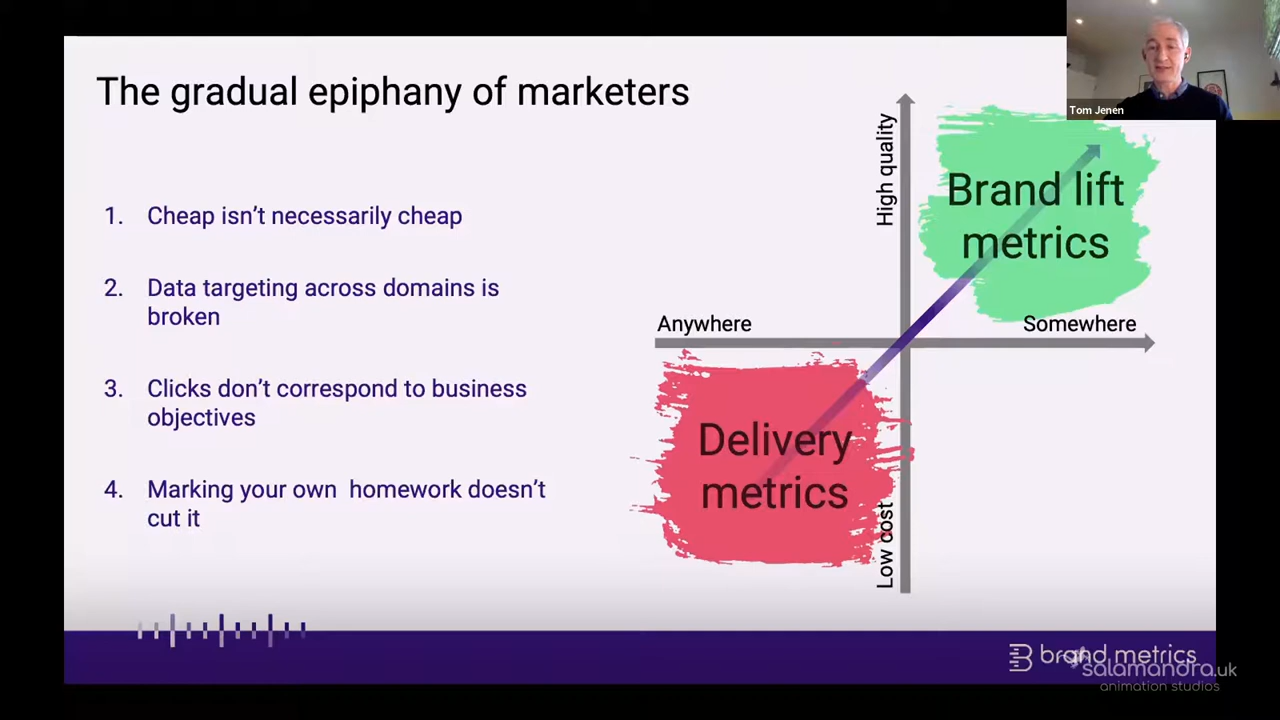 The gradual epiphany of marketers
1. Cheap isn't necessarily cheap
2. Data targeting across domains is
broken
3. Clicks don't correspond to business
objectives
4. Marking your own homework doesn't
cut it
High quality
Brand lift
metrics
Anywhere
Somewhere
Delivery
metrics
Low cost
Tom Jenen
brand metrics
salamandra.uk
animation studios